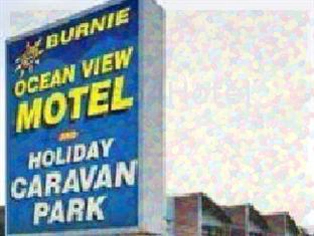 BURNIE
OCEAN VIEW
MOTEL
AND
HOLIDAY
CARAVAN
PARK